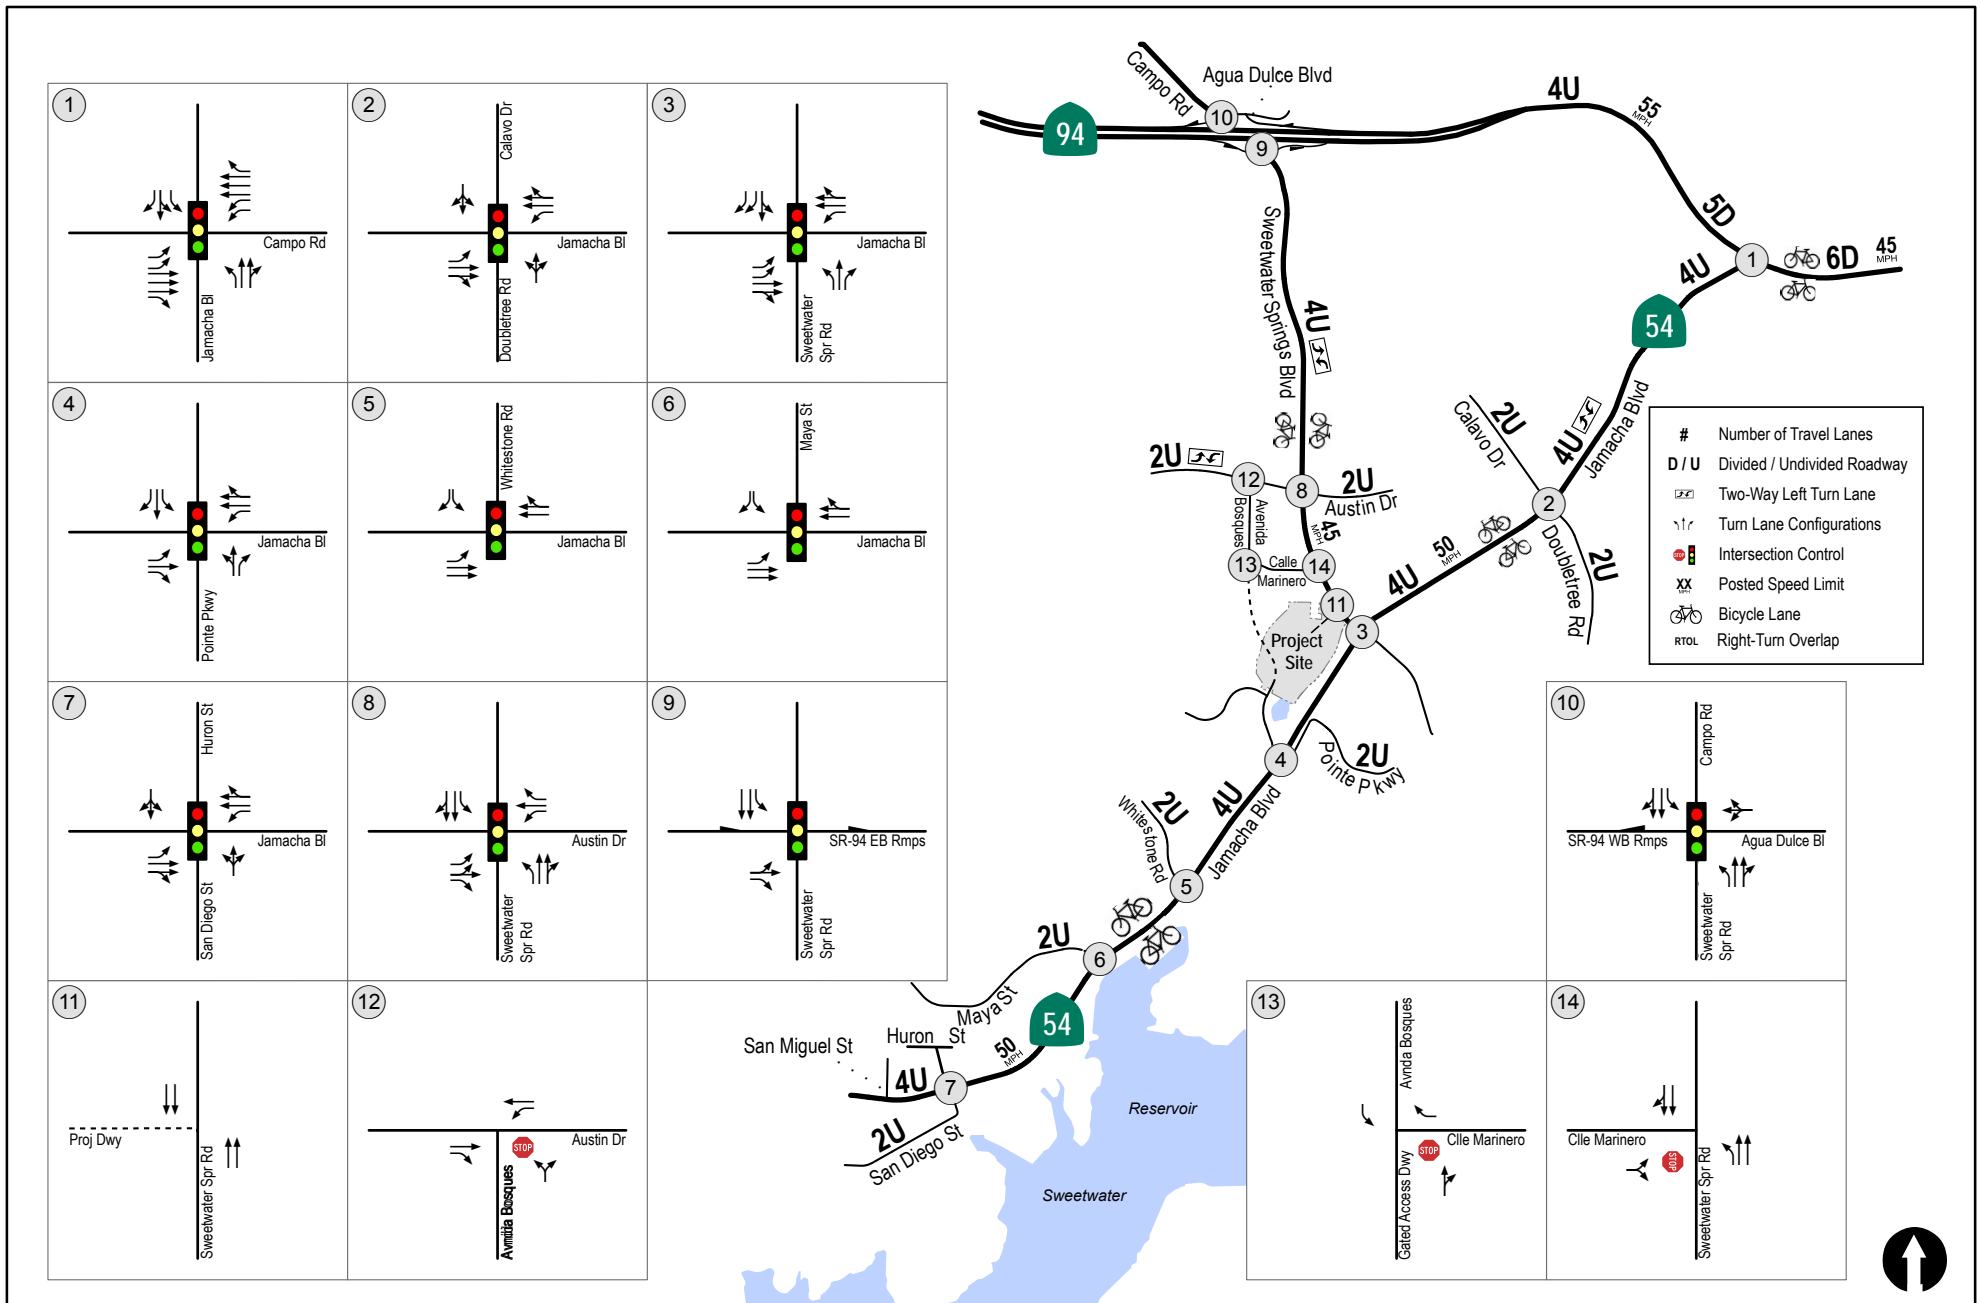 1
Campo Rd
Jamacha Bl
2
Calavo Dr
Jamacha Bl
Doubletree Rd
3
Jamacha Bl
Sweetwater
Spr Rd
4
Jamacha Bl
Pointe Pkwy
5
Whitestone Rd
Jamacha Bl
6
Maya St
Jamacha Bl
7
Huron St
Jamacha Bl
San Diego St
8
Austin Dr
Sweetwater
Spr Rd
9
SR-94 EB Rmps
Sweetwater
Spr Rd
10
Campo Rd
SR-94 WB Rmps
Agua Dulce Bl
Sweetwater
Spr Rd
11
Proj Dwy
Sweetwater Spr Rd
12
Austin Dr
STOP
Avnida Bosques
13
Avnda Bosques
Clle Marinero
STOP
Gated Access Dwy
14
Clle Marinero
STOP
Sweetwater Spr Rd
Campo Rd
Agua Dulce Blvd
10
94
9
4U
55
MPH
5D
1
6D
45
MPH
4U
54
Sweetwater Springs Blvd
4U
4U
Jamacha Blvd
2U
Calavo Dr
2
Doubletree Rd
2U
2U
12
8
2U
Austin Dr
Avenida
Bosques
45
MPH
13
Calle
Marinero
14
11
3
4U
50
MPH
Project
Site
4
Pointe Pkwy
2U
4U
Jamacha Blvd
2U
Whitestone Rd
5
6
2U
Maya St
54
50
MPH
San Miguel St
Huron St
4U
7
2U
San Diego St
Reservoir
Sweetwater
# Number of Travel Lanes
D / U Divided / Undivided Roadway
Two-Way Left Turn Lane
Turn Lane Configurations
STOP Intersection Control
XX MPH Posted Speed Limit
Bicycle Lane
RTOL Right-Turn Overlap